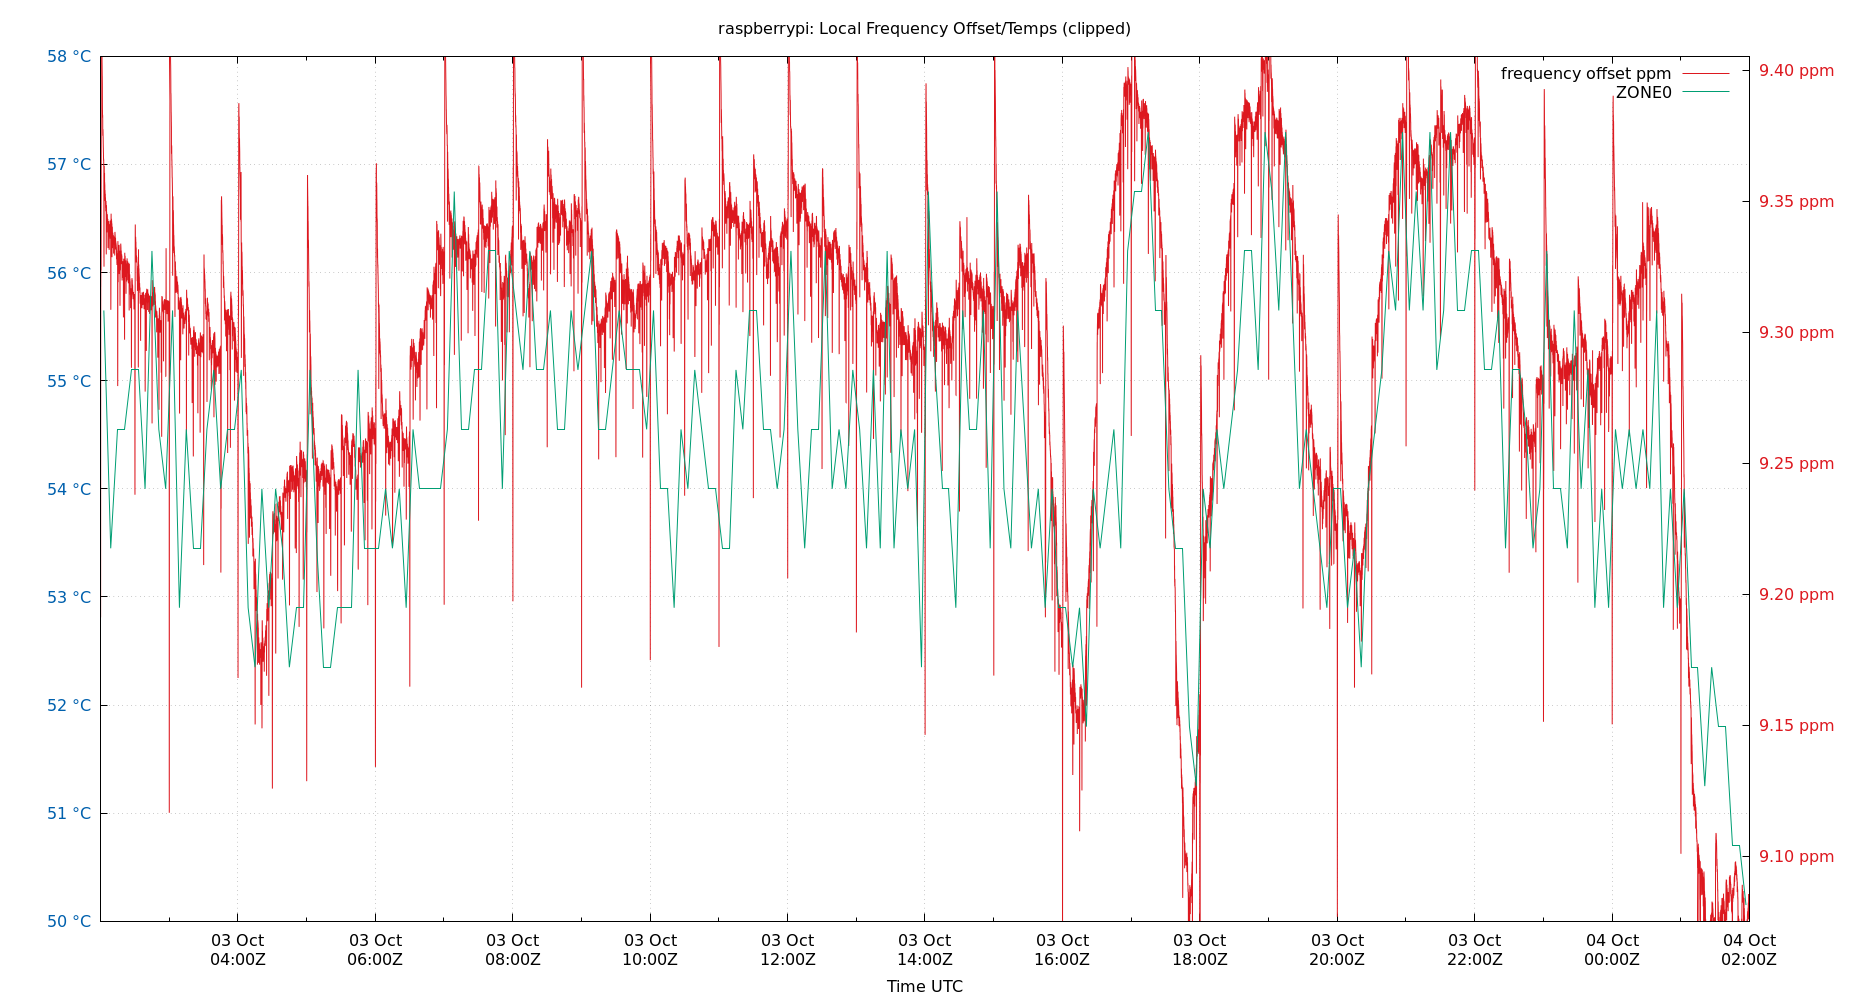 raspberrypi: Local Frequency Offset/Temps (clipped)
frequency offset ppm
ZONE0
58 °C
57 °C
56 °C
55 °C
54 °C
53 °C
52 °C
51 °C
50 °C
9.40 ppm
9.35 ppm
9.30 ppm
9.25 ppm
9.20 ppm
9.15 ppm
9.10 ppm
03 Oct 03 Oct 03 Oct 03 Oct 03 Oct 03 Oct 03 Oct 03 Oct 03 Oct 03 Oct 04 Oct 04 Oct
04:00Z 06:00Z 08:00Z 10:00Z 12:00Z 14:00Z 16:00Z 18:00Z 20:00Z 22:00Z 00:00Z 02:00Z
Time UTC